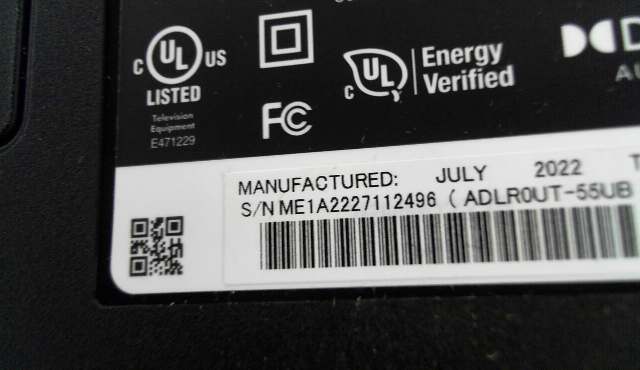 C UL US
LISTED
Television
Equipment
E471229
FC
C UL
Energy
Verified
MANUFACTURED: JULY 2022
S/N ME1A2227112496 ( ADLR0UT-55UB